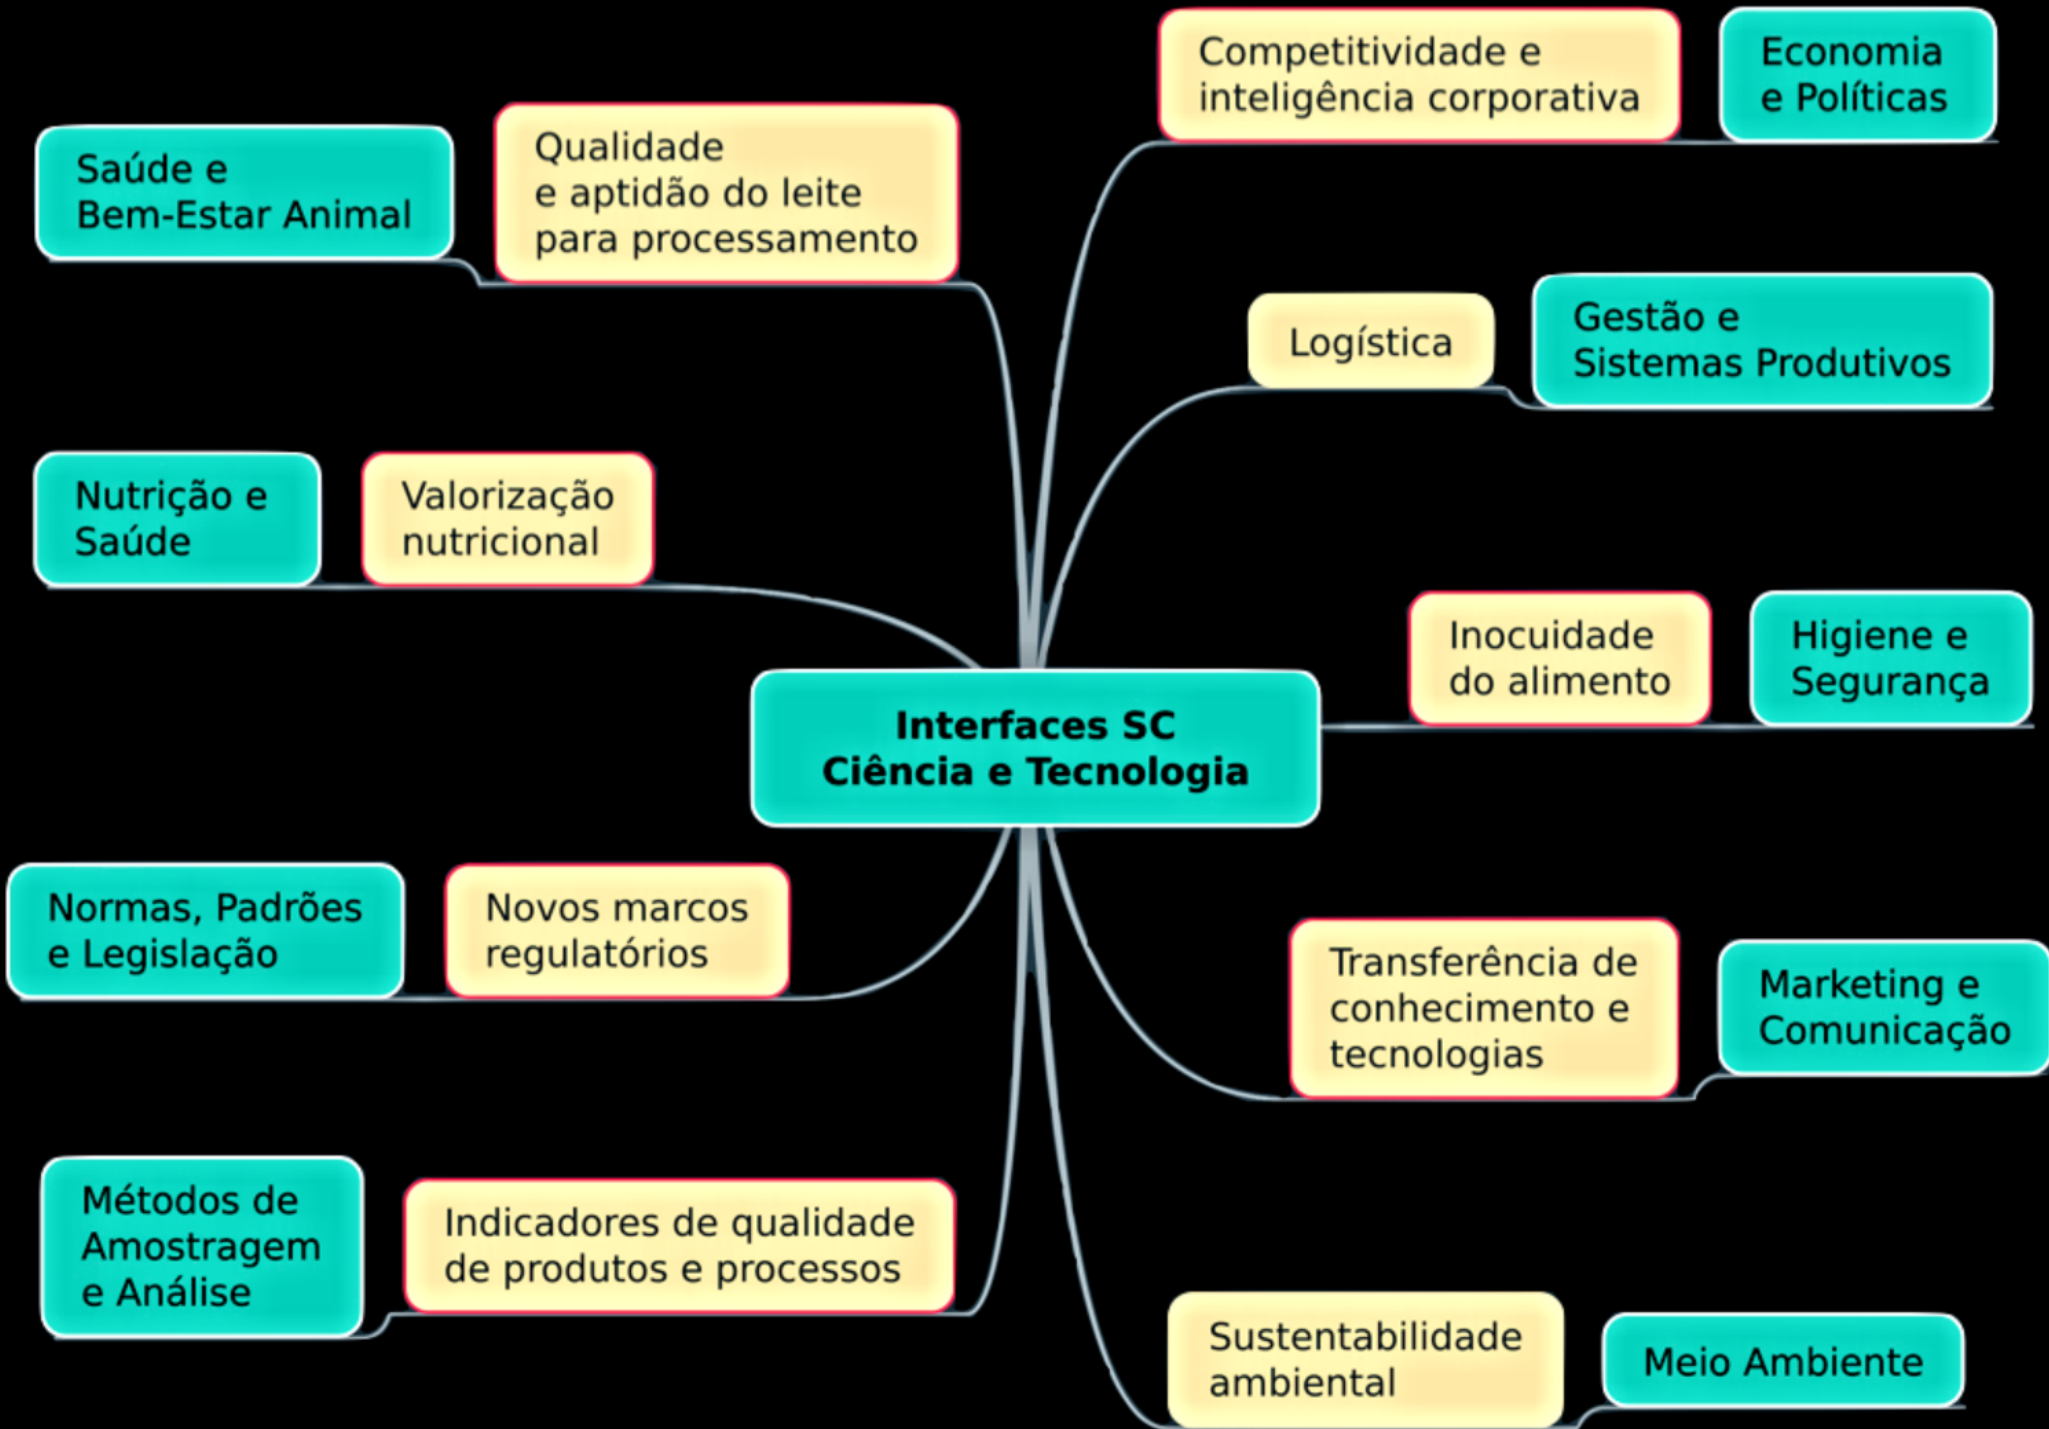 Competitividade e
inteligência corporativa
Economia
e Políticas
Saúde e
Bem-Estar Animal
Qualidade
e aptidão do leite
para processamento
Logística
Gestão e
Sistemas Produtivos
Nutrição e
Saúde
Valorização
nutricional
Inocuidade
do alimento
Higiene e
Segurança
Interfaces SC
Ciência e Tecnologia
Normas, Padrões
e Legislação
Novos marcos
regulatórios
Transferência de
conhecimento e
tecnologias
Marketing e
Comunicação
Métodos de
Amostragem
e Análise
Indicadores de qualidade
de produtos e processos
Sustentabilidade
ambiental
Meio Ambiente